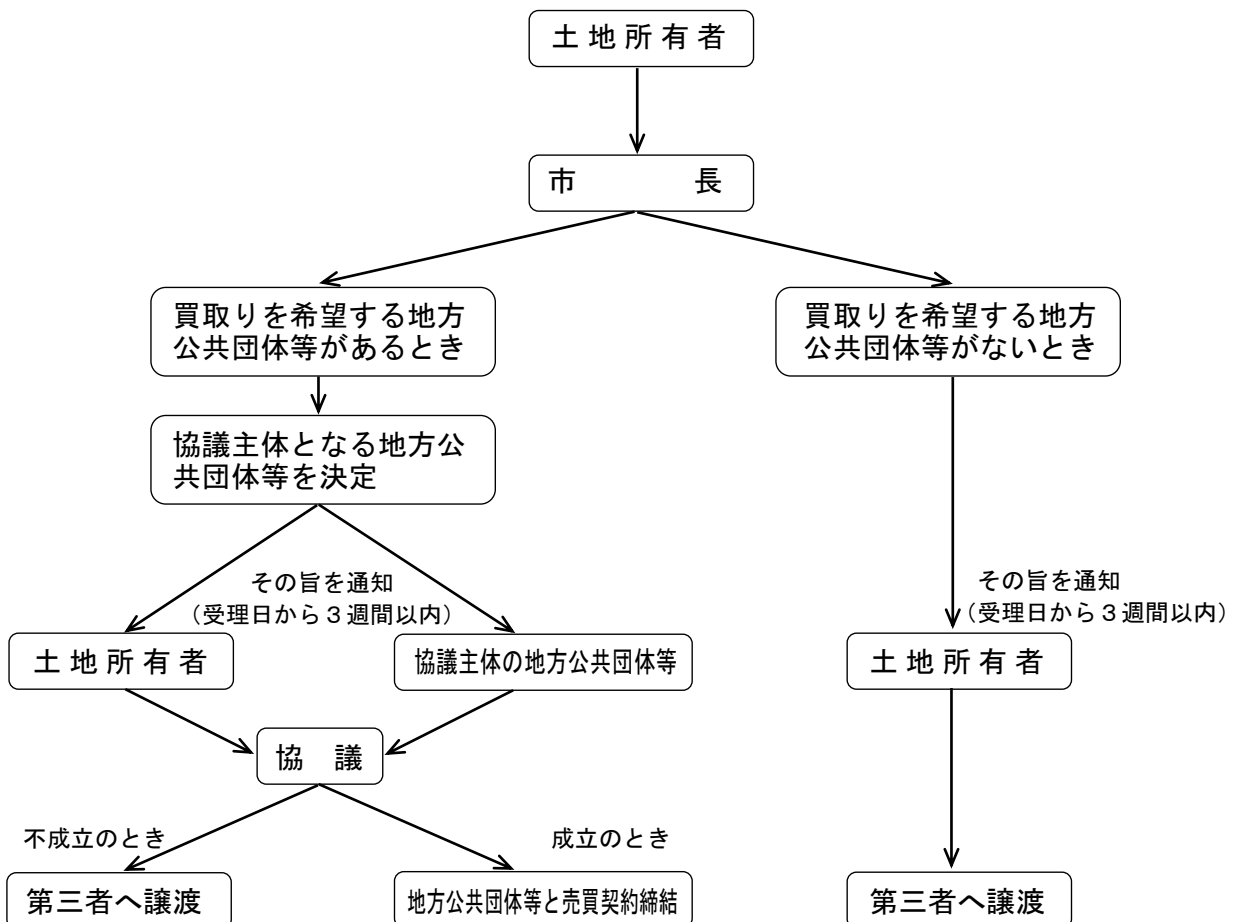 土地所有者
市　　　長
買取りを希望する地方
公共団体等があるとき
買取りを希望する地方
公共団体等がないとき
協議主体となる地方公
共団体等を決定
その旨を通知
（受理日から３週間以内）
その旨を通知
（受理日から３週間以内）
土地所有者
協議主体の地方公共団体等
土地所有者
協　議
不成立のとき
成立のとき
第三者へ譲渡
地方公共団体等と売買契約締結
第三者へ譲渡